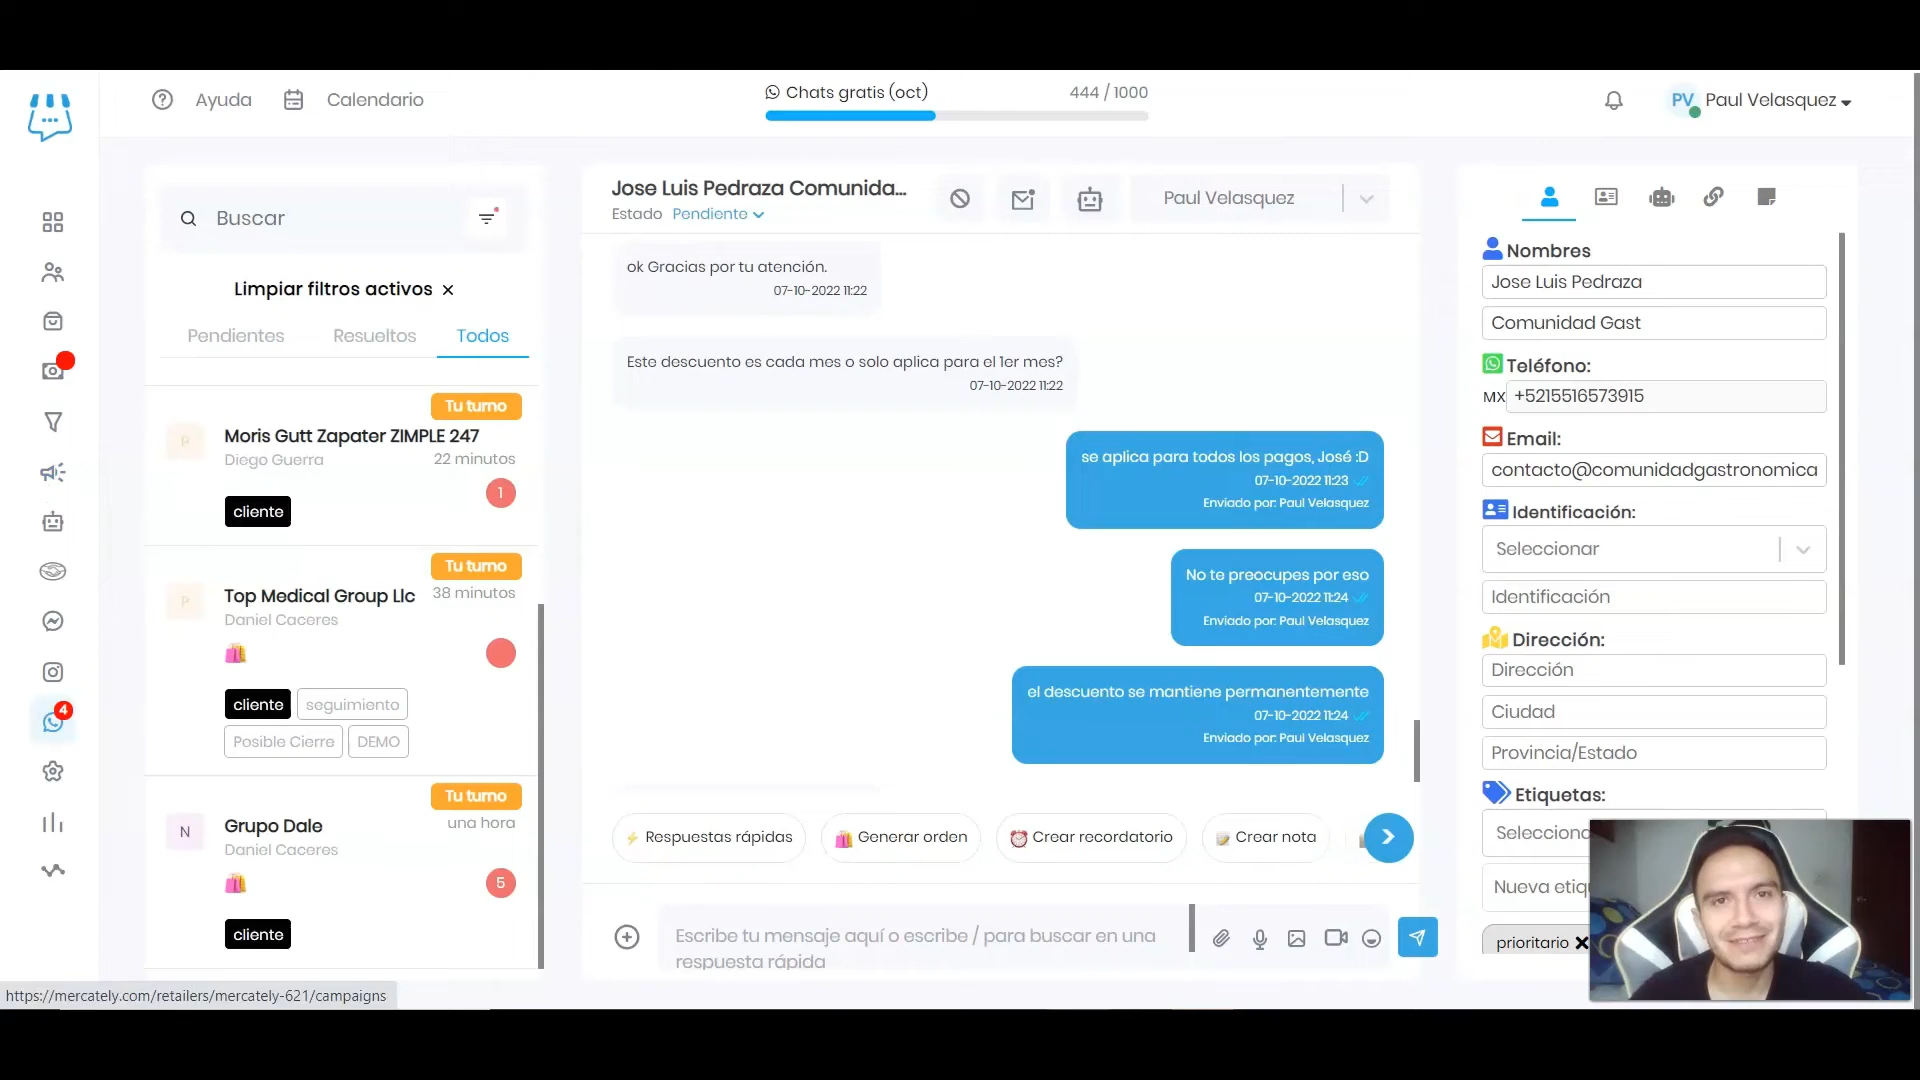 Ayuda
Calendario
Chats gratis (oct)
444 / 1000
PV
Paul Velasquez
Buscar
Limpiar filtros activos ×
Pendientes
Resueltos
Todos
Tu turno
P
Moris Gutt Zapater ZIMPLE 247
Diego Guerra
22 minutos
1
cliente
Tu turno
P
Top Medical Group Llc
38 minutos
Daniel Caceres
cliente
seguimiento
Posible Cierre
DEMO
Tu turno
N
Grupo Dale
una hora
Daniel Caceres
5
cliente
4
https://mercately.com/retailers/mercately-621/campaigns
Jose Luis Pedraza Comunida...
Estado Pendiente
Paul Velasquez
ok Gracias por tu atención.
07-10-2022 11:22
Este descuento es cada mes o solo aplica para el 1er mes?
07-10-2022 11:22
se aplica para todos los pagos, José :D
07-10-2022 11:23
Enviado por: Paul Velasquez
No te preocupes por eso
07-10-2022 11:24
Enviado por: Paul Velasquez
el descuento se mantiene permanentemente
07-10-2022 11:24
Enviado por: Paul Velasquez
Respuestas rápidas
Generar orden
Crear recordatorio
Crear nota
Escribe tu mensaje aquí o escribe / para buscar en una
respuesta rápida
Nombres
Jose Luis Pedraza
Comunidad Gast
Teléfono:
MX +5215516573915
Email:
contacto@comunidadgastronomica
Identificación:
Seleccionar
Identificación
Dirección:
Dirección
Ciudad
Provincia/Estado
Etiquetas:
Selecciona
Nueva etiqu
prioritario ×